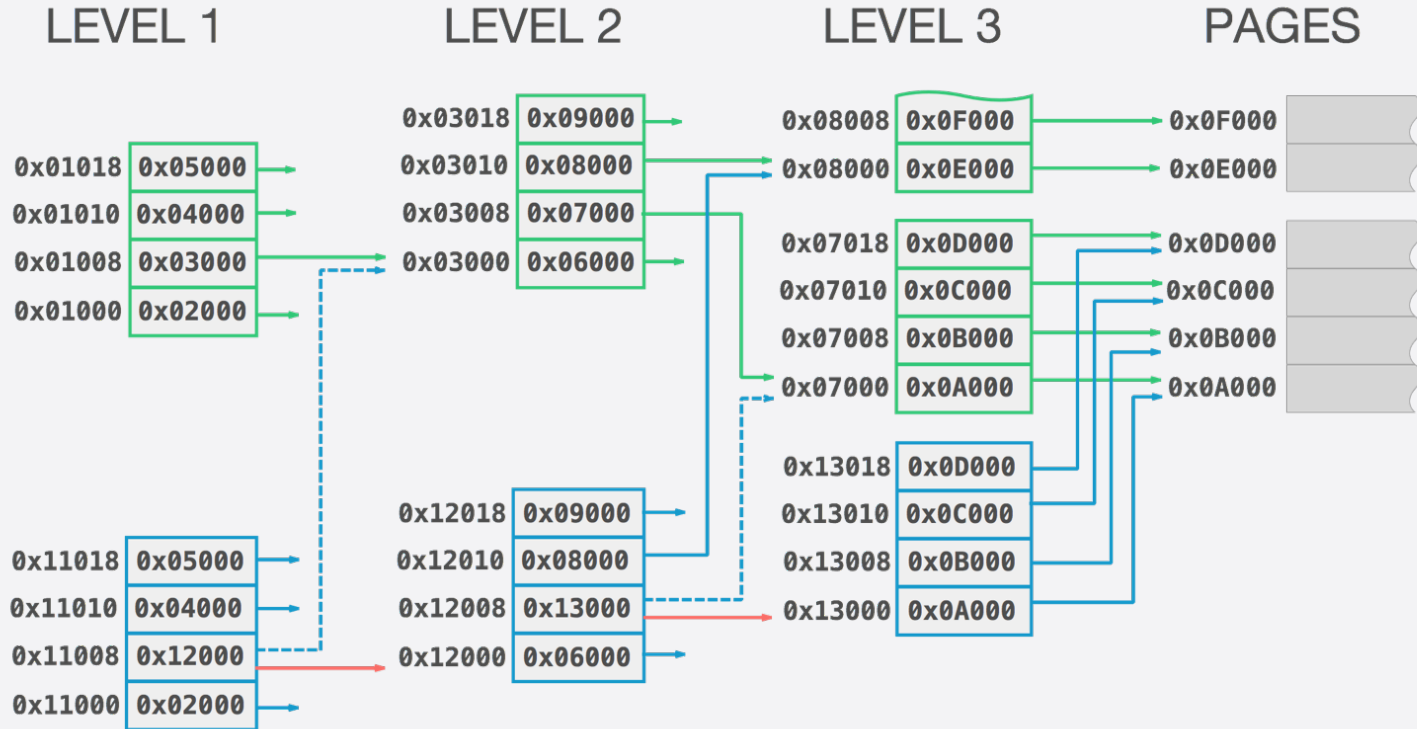 LEVEL 1 LEVEL 2 LEVEL 3 PAGES
0x01018 0x05000
0x01010 0x04000
0x01008 0x03000
0x01000 0x02000
0x11018 0x05000
0x11010 0x04000
0x11008 0x12000
0x11000 0x02000
0x03018 0x09000
0x03010 0x08000
0x03008 0x07000
0x03000 0x06000
0x12018 0x09000
0x12010 0x08000
0x12008 0x13000
0x12000 0x06000
0x08008 0x0F000
0x08000 0x0E000
0x07018 0x0D000
0x07010 0x0C000
0x07008 0x0B000
0x07000 0x0A000
0x13018 0x0D000
0x13010 0x0C000
0x13008 0x0B000
0x13000 0x0A000
0x0F000
0x0E000
0x0D000
0x0C000
0x0B000
0x0A000